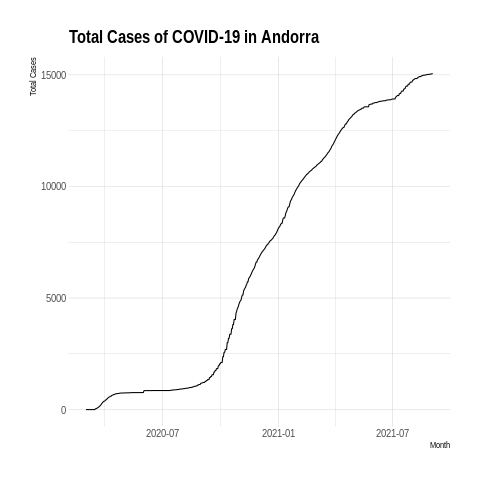 Total Cases of COVID-19 in Andorra
Total Cases
15000
10000
5000
0
2020-07
2021-01
2021-07
Month